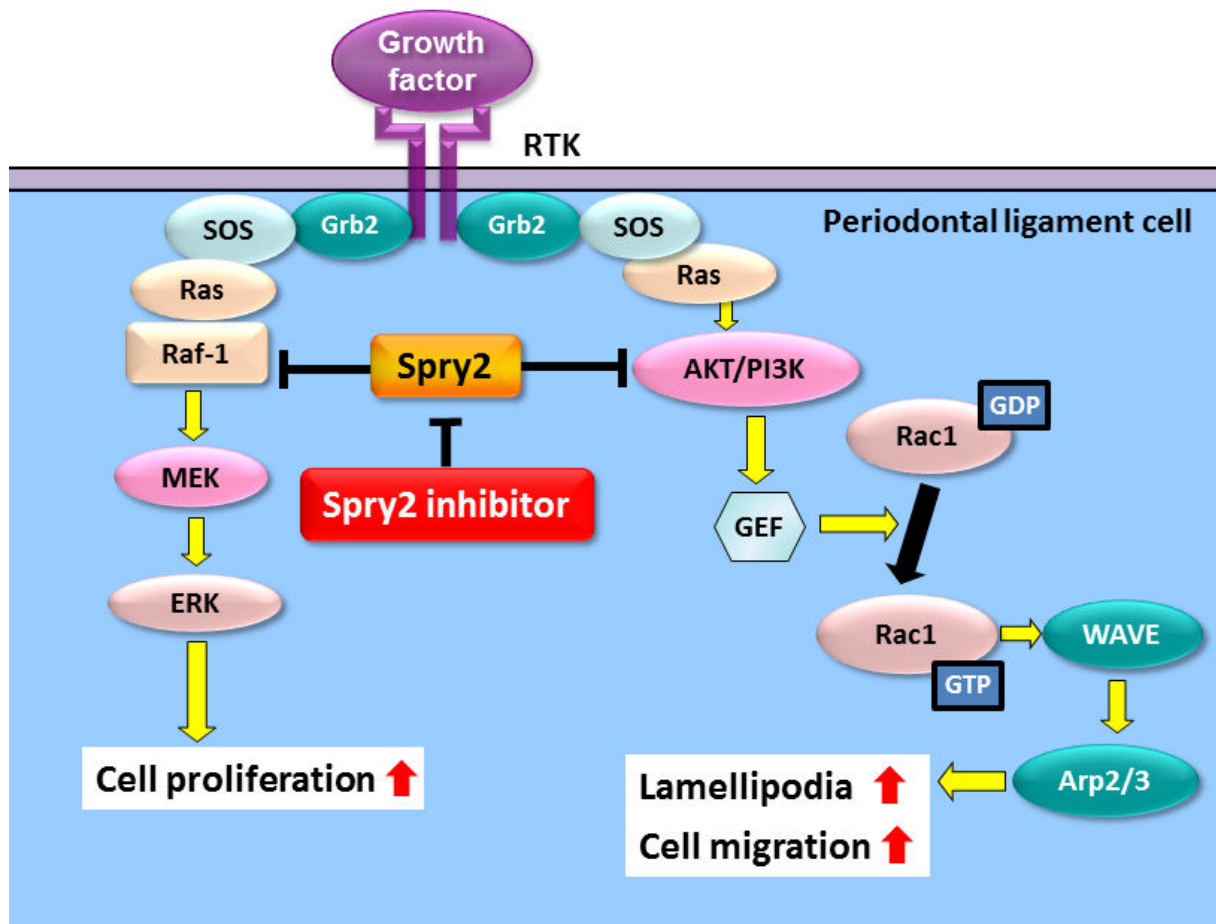 Growth
factor
RTK
SOS
Grb2
Grb2
SOS
Periodontal ligament cell
Ras
Ras
Raf-1
Spry2
AKT/PI3K
GDP
Rac1
MEK
Spry2 inhibitor
GEF
ERK
Rac1
WAVE
GTP
Cell proliferation
Lamellipodia
Arp2/3
Cell migration